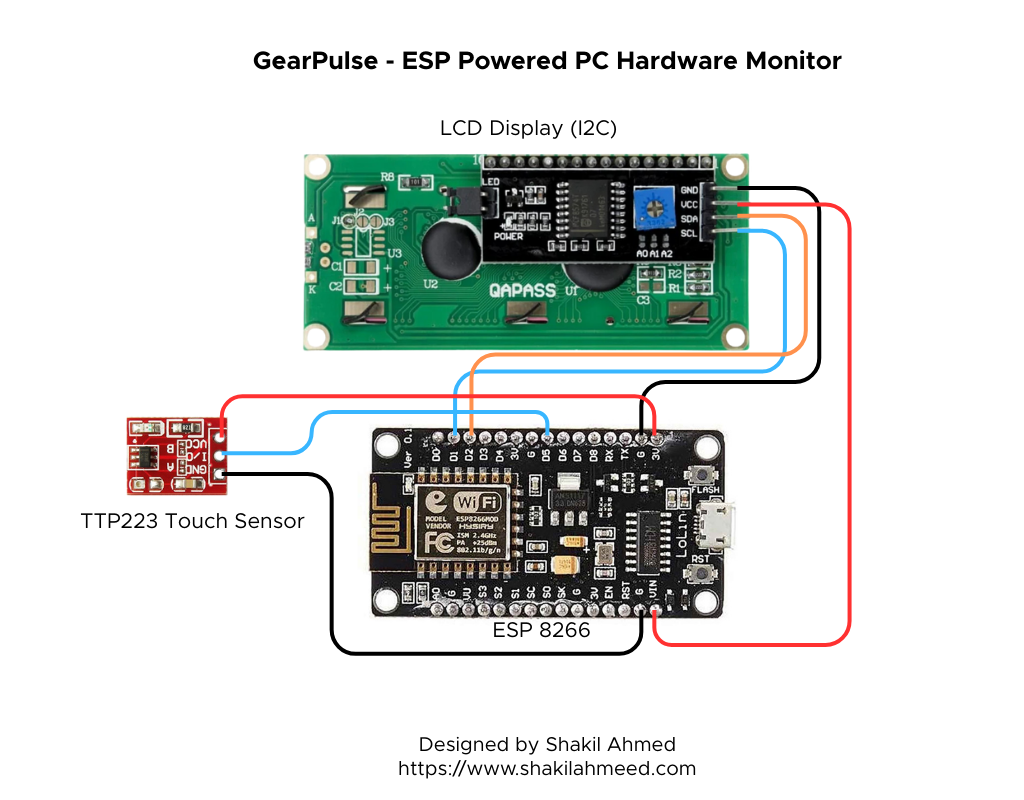 GearPulse - ESP Powered PC Hardware Monitor
LCD Display (I2C)
16
1
R8
101
LED
GND
VCC
SDA
SCL
A
J1
J2
J3
U3
POWER
A0 A1 A2
C1
C2
K
U2
QAPASS
U1
C3
R2
R1
VCC
I/O
GND
B
A
TTP223 Touch Sensor
Ver 0.1
D0
D1
D2
D3
D4
3V
G
D5
D6
D7
D8
RX
TX
G
3V
FLASH
WiFi
MODEL
VENDOR
ESP8266MOD
ISM 2.4GHz
PA +25dBm
802.11b/g/n
FC
LoLin
RST
A0
G
VU
S3
S2
S1
SC
S0
SK
G
3V
EN
RST
G
VIN
ESP 8266
Designed by Shakil Ahmed
https://www.shakilahmeed.com